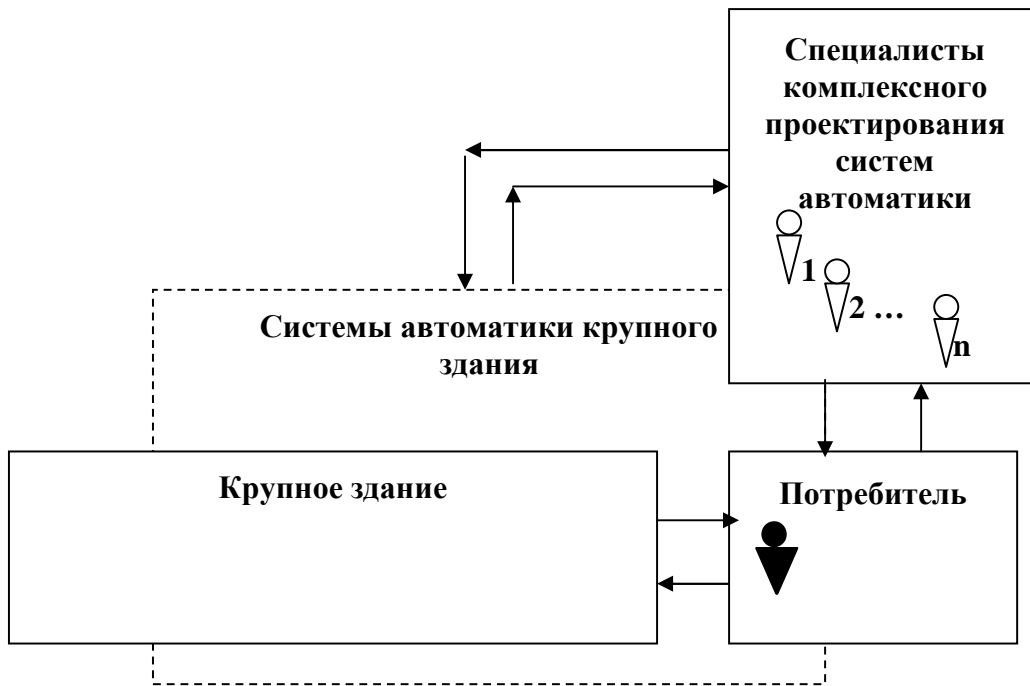 Специалисты
комплексного
проектирования
систем
автоматики
1
2 ...
n
Системы автоматики крупного
здания
Крупное здание
Потребитель